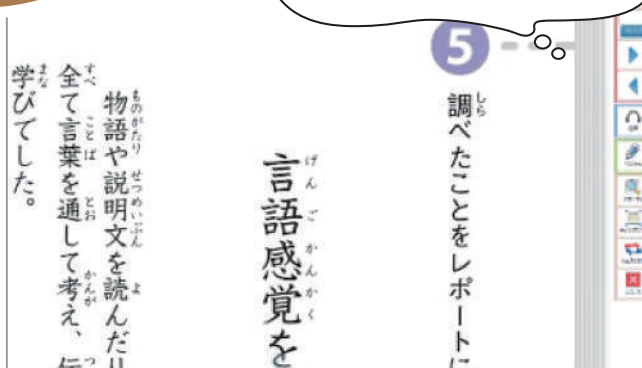 5
調べたことをレポートに
言語感覚を
物語や説明文を読んだり
全て言葉を通して考え、伝
学びでした。